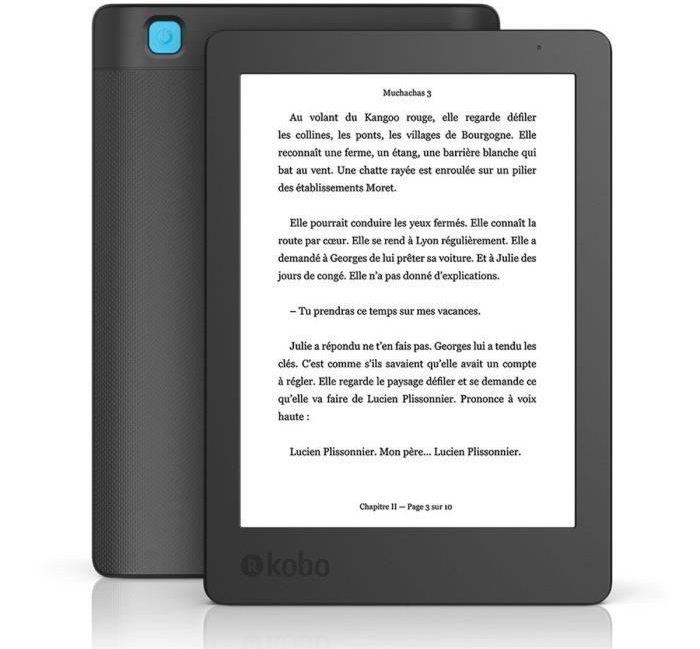 Muchachas 3
Au volant du Kangoo rouge, elle regarde défiler
les collines, les ponts, les villages de Bourgogne. Elle
reconnaît une ferme, un étang, une barrière blanche qui
bat au vent. Une chatte rayée est enroulée sur un pilier
des établissements Moret.
Elle pourrait conduire les yeux fermés. Elle connaît la
route par cœur. Elle se rend à Lyon régulièrement. Elle a
demandé à Georges de lui prêter sa voiture. Et à Julie des
jours de congé. Elle n'a pas donné d'explications.
– Tu prendras ce temps sur mes vacances.
Julie a répondu ne t'en fais pas. Georges lui a tendu les
clés. C'est comme s'ils savaient qu'elle avait un compte
à régler. Elle regarde le paysage défiler et se demande ce
qu'elle va faire de Lucien Plissonnier. Prononce à voix
haute :
Lucien Plissonnier. Mon père... Lucien Plissonnier.
Chapitre II — Page 3 sur 10
R kobo